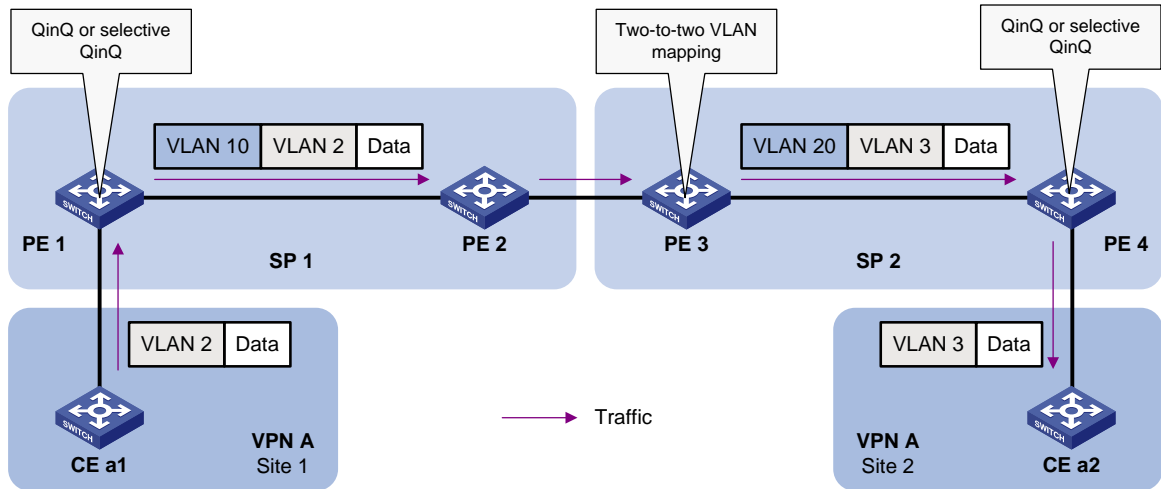 QinQ or selective
QinQ
Two-to-two VLAN
mapping
QinQ or selective
QinQ
VLAN 10 VLAN 2 Data
VLAN 20 VLAN 3 Data
SWITCH
SWITCH
SWITCH
SWITCH
PE 1
PE 2
PE 3
PE 4
SP 1
SP 2
VLAN 2 Data
VLAN 3 Data
SWITCH
SWITCH
Traffic
CE a1
VPN A
Site 1
VPN A
Site 2
CE a2